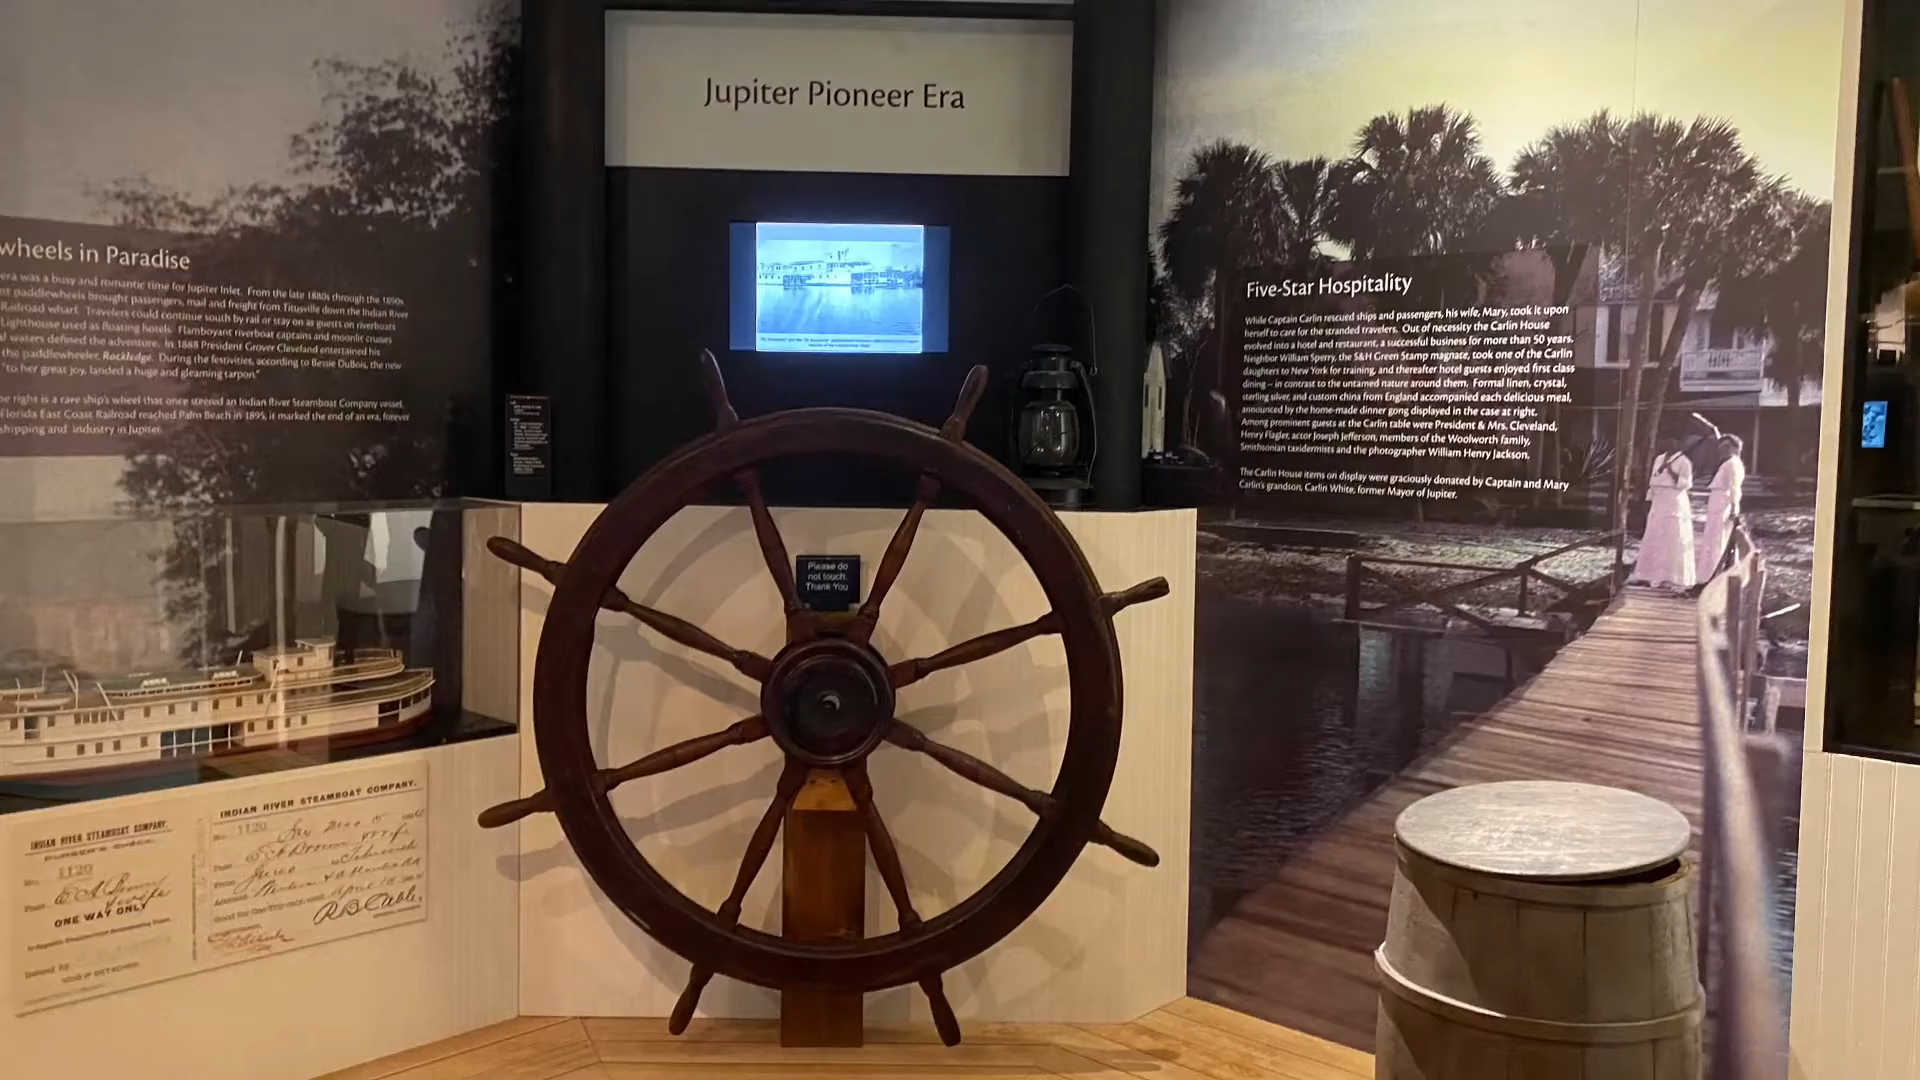 Jupiter Pioneer Era
wheels in Paradise
era was a busy and romantic time for Jupiter Inlet. From the late 1880s through the 1890s
nt paddlewheels brought passengers, mail and freight from Titusville down the Indian River
Railroad wharf. Travelers could continue south by rail or stay on as guests on riverboats
Lighthouse used as floating hotels. Flamboyant riverboat captains and moonlit cruises
l waters defined the adventure. In 1888 President Grover Cleveland entertained his
the paddlewheeler, Rockledge. During the festivities, according to Bessie DuBois, the new
"to her great joy, landed a huge and gleaming tarpon."
he right is a rare ship's wheel that once steered an Indian River Steamboat Company vessel.
Florida East Coast Railroad reached Palm Beach in 1895, it marked the end of an era, forever
shipping and industry in Jupiter.
Please do
not touch.
Thank You
Five-Star Hospitality
While Captain Carlin rescued ships and passengers, his wife, Mary, took it upon
herself to care for the stranded travelers. Out of necessity the Carlin House
evolved into a hotel and restaurant, a successful business for more than 50 years.
Neighbor William Sperry, the S&H Green Stamp magnate, took one of the Carlin
daughters to New York for training, and thereafter hotel guests enjoyed first class
dining – in contrast to the untamed nature around them. Formal linen, crystal,
sterling silver, and custom china from England accompanied each delicious meal,
announced by the home-made dinner gong displayed in the case at right.
Among prominent guests at the Carlin table were President & Mrs. Cleveland,
Henry Flagler, actor Joseph Jefferson, members of the Woolworth family,
Smithsonian taxidermists and the photographer William Henry Jackson.
The Carlin House items on display were graciously donated by Captain and Mary
Carlin's grandson, Carlin White, former Mayor of Jupiter.
INDIAN RIVER STEAMBOAT COMPANY.
PURSER'S CHECK.
No. 1120
ONE WAY ONLY
Issued by
INDIAN RIVER STEAMBOAT COMPANY.
No. 1120
wife
R B Cable.